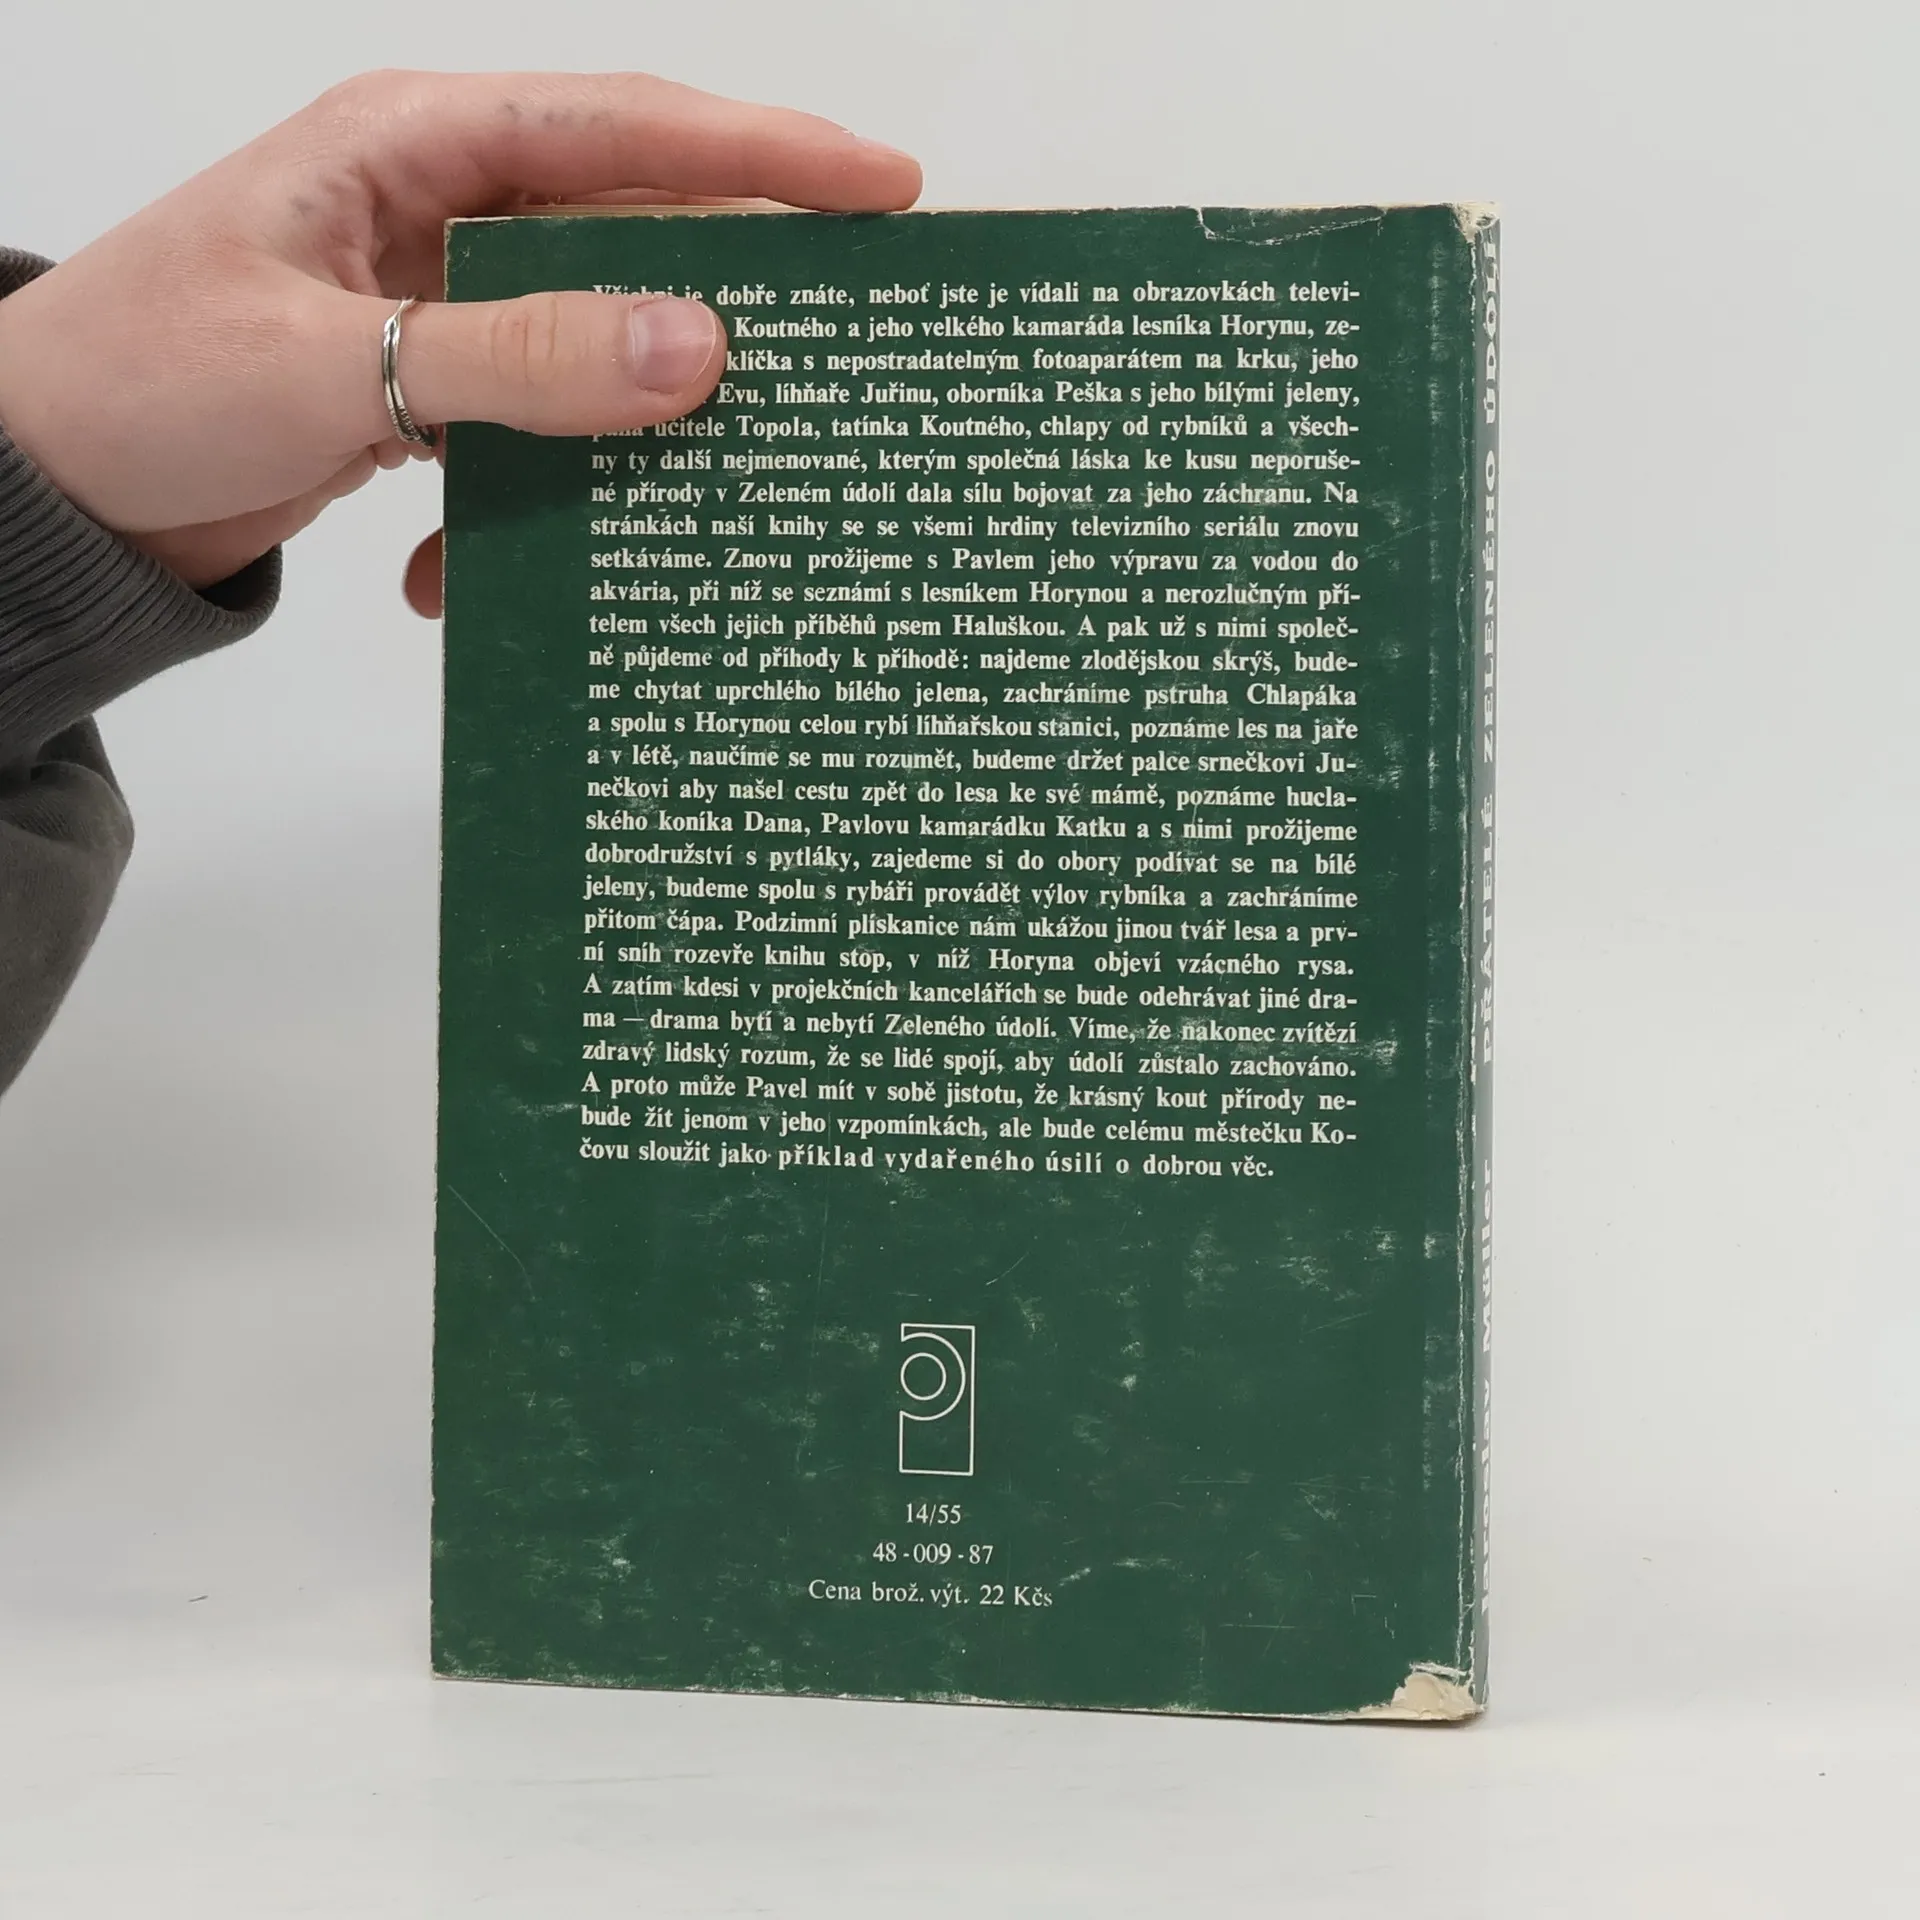 je dobře znáte, neboť jste je vídali na obrazovkách televi-
Koutného a jeho velkého kamaráda lesníka Horynu, ze-
klíčka s nepostradatelným fotoaparátem na krku, jeho
Evu, líhňaře Juřinu, oborníka Peška s jeho bílými jeleny,
učitele Topola, tatínka Koutného, chlapy od rybníků a všech-
ny ty další nejmenované, kterým společná láska ke kusu neporuše-
né přírody v Zeleném údolí dala sílu bojovat za jeho záchranu. Na
stránkách naší knihy se se všemi hrdiny televizního seriálu znovu
setkáváme. Znovu prožijeme s Pavlem jeho výpravu za vodou do
akvária, při níž se seznámí s lesníkem Horynou a nerozlučným pří-
telem všech jejich příběhů psem Haluškou. A pak už s nimi společ-
ně půjdeme od příhody k příhodě: najdeme zlodějskou skrýš, bude-
me chytat uprchlého bílého jelena, zachráníme pstruha Chlapáka
a spolu s Horynou celou rybí líhňařskou stanici, poznáme les na jaře
a v létě, naučíme se mu rozumět, budeme držet palce srnečkovi Ju-
nečkovi aby našel cestu zpět do lesa ke své mámě, poznáme hucla-
ského koníka Dana, Pavlovu kamarádku Katku a s nimi prožijeme
dobrodružství s pytláky, zajedeme si do obory podívat se na bílé
jeleny, budeme spolu s rybáři provádět výlov rybníka a zachráníme
přitom čápa. Podzimní plískanice nám ukážou jinou tvář lesa a prv-
ní sníh rozevře knihu stop, v níž Horyna objeví vzácného rysa.
A zatím kdesi v projekčních kancelářích se bude odehrávat jiné dra-
ma — drama bytí a nebytí Zeleného údolí. Víme, že nakonec zvítězí
zdravý lidský rozum, že se lidé spojí, aby údolí zůstalo zachováno.
A proto může Pavel mít v sobě jistotu, že krásný kout přírody ne-
bude žít jenom v jeho vzpomínkách, ale bude celému městečku Ko-
čovu sloužit jako příklad vydařeného úsilí o dobrou věc.
14/55
48-009-87
Cena brož. výt. 22 Kčs
Jaroslav Müller - PŘÁTELÉ ZELENÉHO ÚDOLÍ